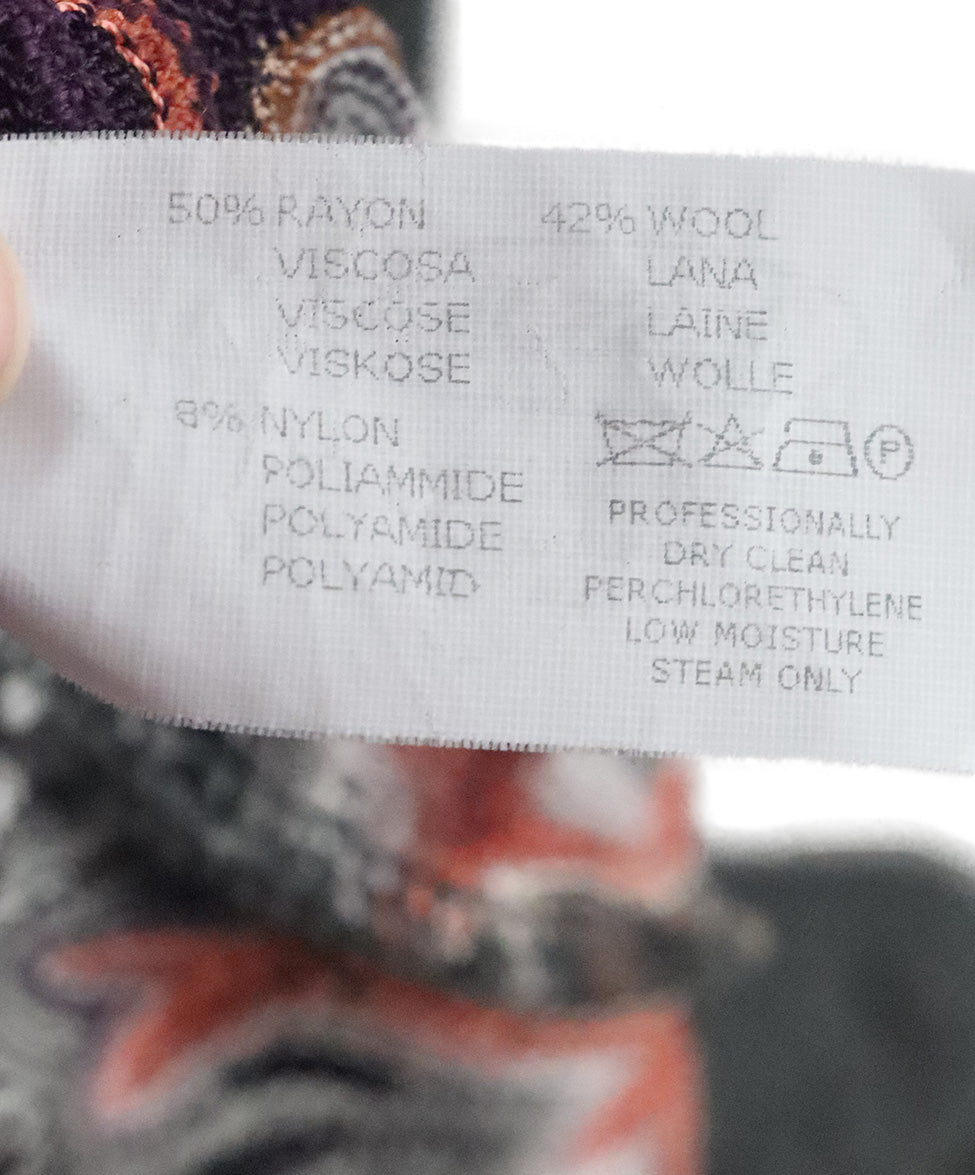 50% RAYON
VISCOSA
VISCOSE
VISKOSE
8% NYLON
POLIAMMIDE
POLYAMIDE
POLYAMID
42% WOOL
LANA
LAINE
WOLLE
P
PROFESSIONALLY
DRY CLEAN
PERCHLORETHYLENE
LOW MOISTURE
STEAM ONLY